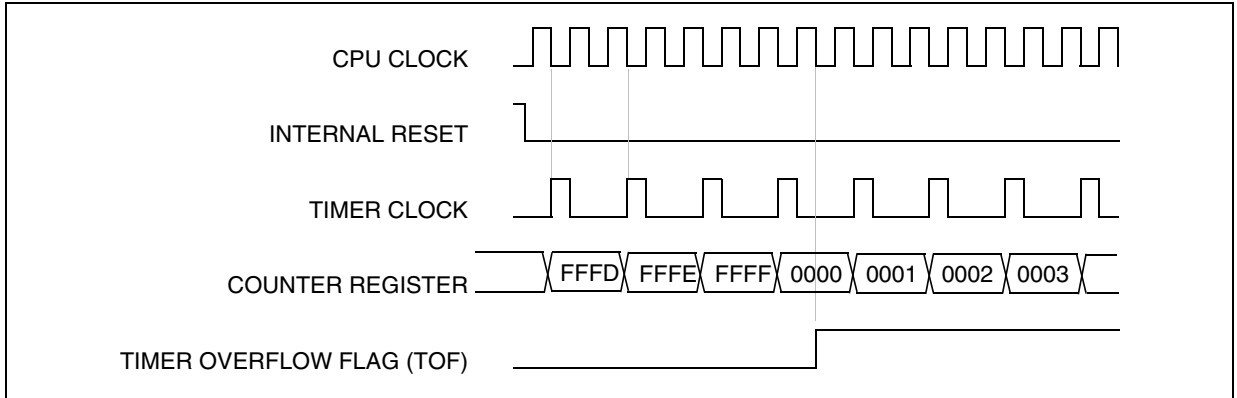 CPU CLOCK
INTERNAL RESET
TIMER CLOCK
COUNTER REGISTER
FFFD FFFE FFFF 0000 0001 0002 0003
TIMER OVERFLOW FLAG (TOF)